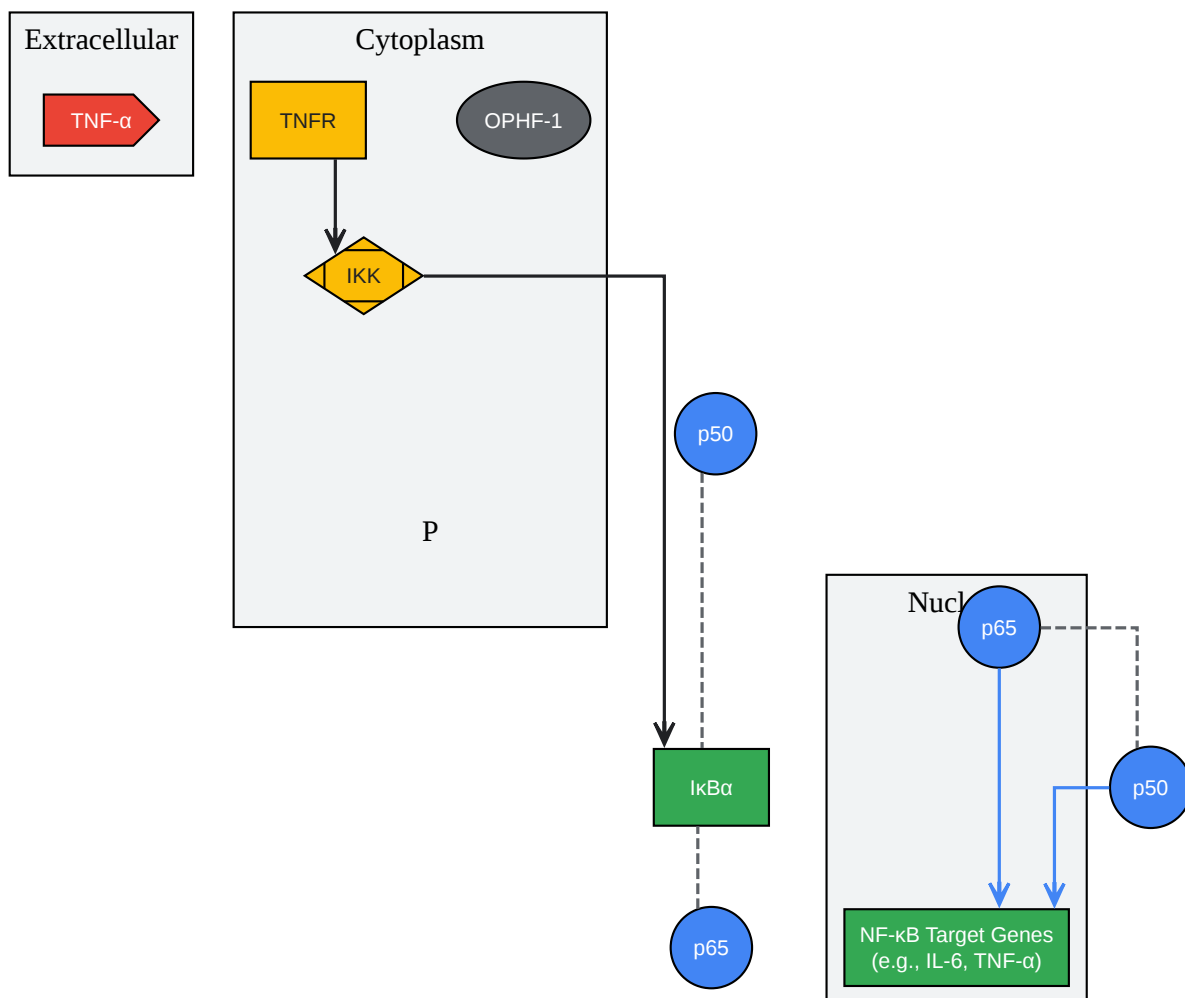 Extracellular
Cytoplasm
TNF-α
TNFR
OPHF-1
IKK
p50
P
Nucl
p65
IκBα
p50
p65
NF-κB Target Genes
(e.g., IL-6, TNF-α)